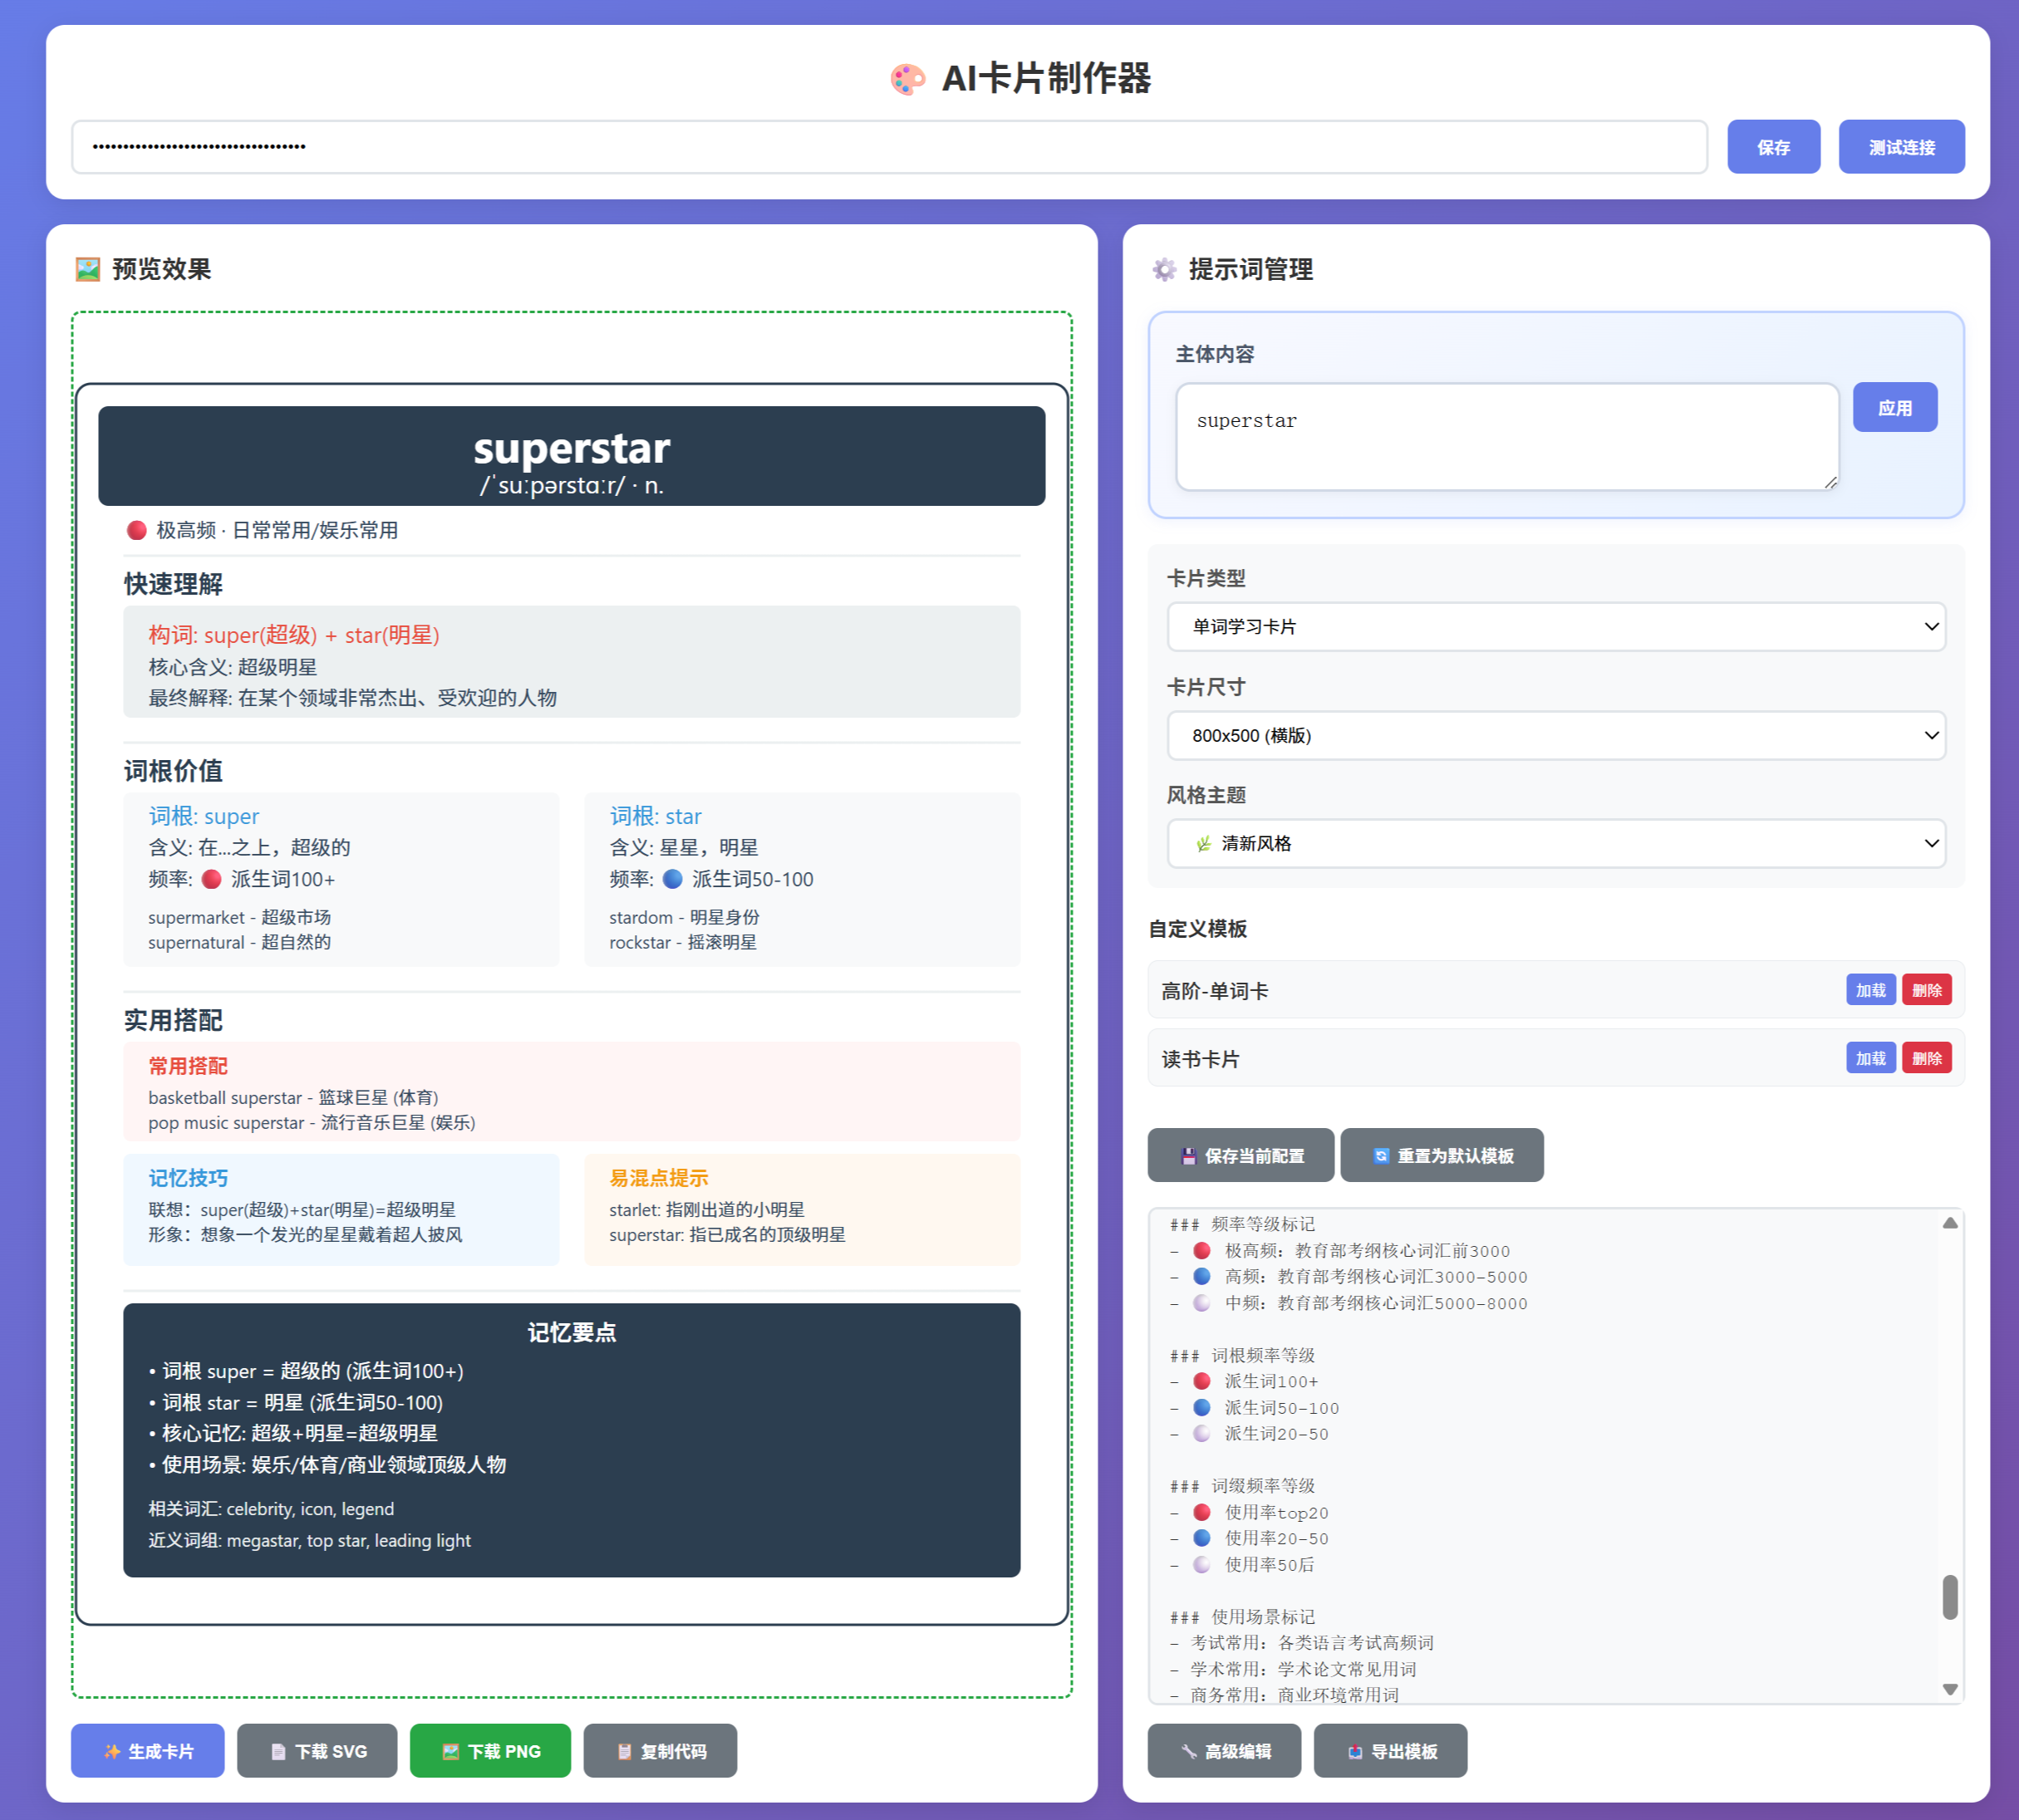 🎨 AI卡片制作器
•••••••••••••••••••••••••••••••••••
保存
测试连接
🖼️ 预览效果
superstar
/ˈsuːpərstɑːr/ · n.
🔴 极高频 · 日常常用/娱乐常用
快速理解
构词: super(超级) + star(明星)
核心含义: 超级明星
最终解释: 在某个领域非常杰出、受欢迎的人物
词根价值
词根: super
含义: 在...之上，超级的
频率: 🔴 派生词100+
supermarket - 超级市场
supernatural - 超自然的
词根: star
含义: 星星，明星
频率: 🔵 派生词50-100
stardom - 明星身份
rockstar - 摇滚明星
实用搭配
常用搭配
basketball superstar - 篮球巨星 (体育)
pop music superstar - 流行音乐巨星 (娱乐)
记忆技巧
联想：super(超级)+star(明星)=超级明星
形象：想象一个发光的星星戴着超人披风
易混点提示
starlet: 指刚出道的小明星
superstar: 指已成名的顶级明星
记忆要点
• 词根 super = 超级的 (派生词100+)
• 词根 star = 明星 (派生词50-100)
• 核心记忆: 超级+明星=超级明星
• 使用场景: 娱乐/体育/商业领域顶级人物
相关词汇: celebrity, icon, legend
近义词组: megastar, top star, leading light
✨ 生成卡片
📄 下载 SVG
🖼️ 下载 PNG
📋 复制代码
⚙️ 提示词管理
主体内容
superstar
应用
卡片类型
单词学习卡片
卡片尺寸
800x500 (横版)
风格主题
🌿 清新风格
自定义模板
高阶-单词卡
加载
删除
读书卡片
加载
删除
💾 保存当前配置
🔄 重置为默认模板
### 频率等级标记
- 🔴 极高频：教育部考纲核心词汇前3000
- 🔵 高频：教育部考纲核心词汇3000-5000
- ⚪ 中频：教育部考纲核心词汇5000-8000
### 词根频率等级
- 🔴 派生词100+
- 🔵 派生词50-100
- ⚪ 派生词20-50
### 词缀频率等级
- 🔴 使用率top20
- 🔵 使用率20-50
- ⚪ 使用率50后
### 使用场景标记
- 考试常用：各类语言考试高频词
- 学术常用：学术论文常见用词
- 商务常用：商业环境常用词
🔧 高级编辑
📤 导出模板